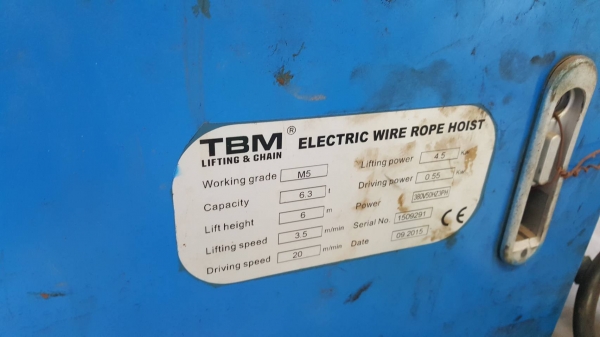 TBM® ELECTRIC WIRE ROPE HOIST
LIFTING & CHAIN
Working grade M5
Capacity 6.3 t
Lift height 6 m
Lifting speed 3.5 m/min
Driving speed 20 m/min
Lifting power 4.5
Driving power 0.55
Power 380V50HZ3PH
Serial No. 1509291
Date 09.2015
CE